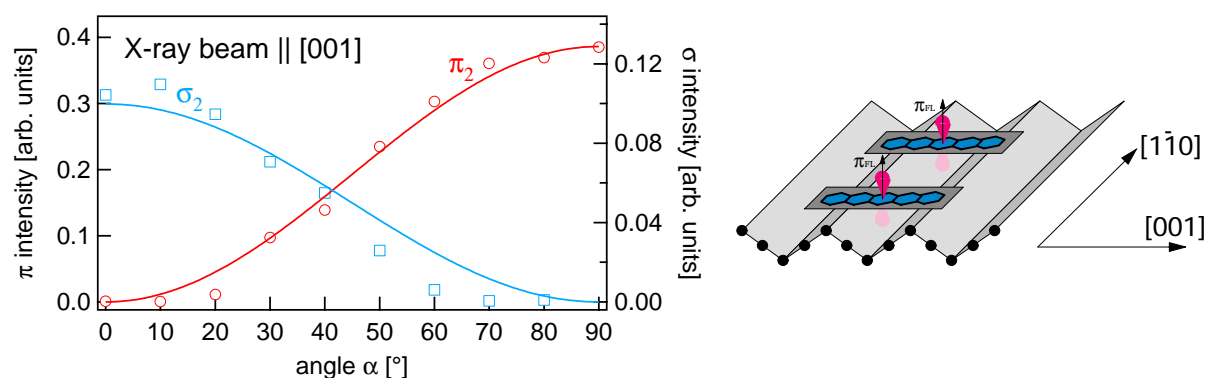 X-ray beam || [001]
π intensity [arb. units]
0.4
0.3
0.2
0.1
0.0
σ₂
π₂
0.12
0.08
0.04
0.00
σ intensity [arb. units]
0 10 20 30 40 50 60 70 80 90
angle α [°]
π_FL
π_FL
[11̄0]
[001]